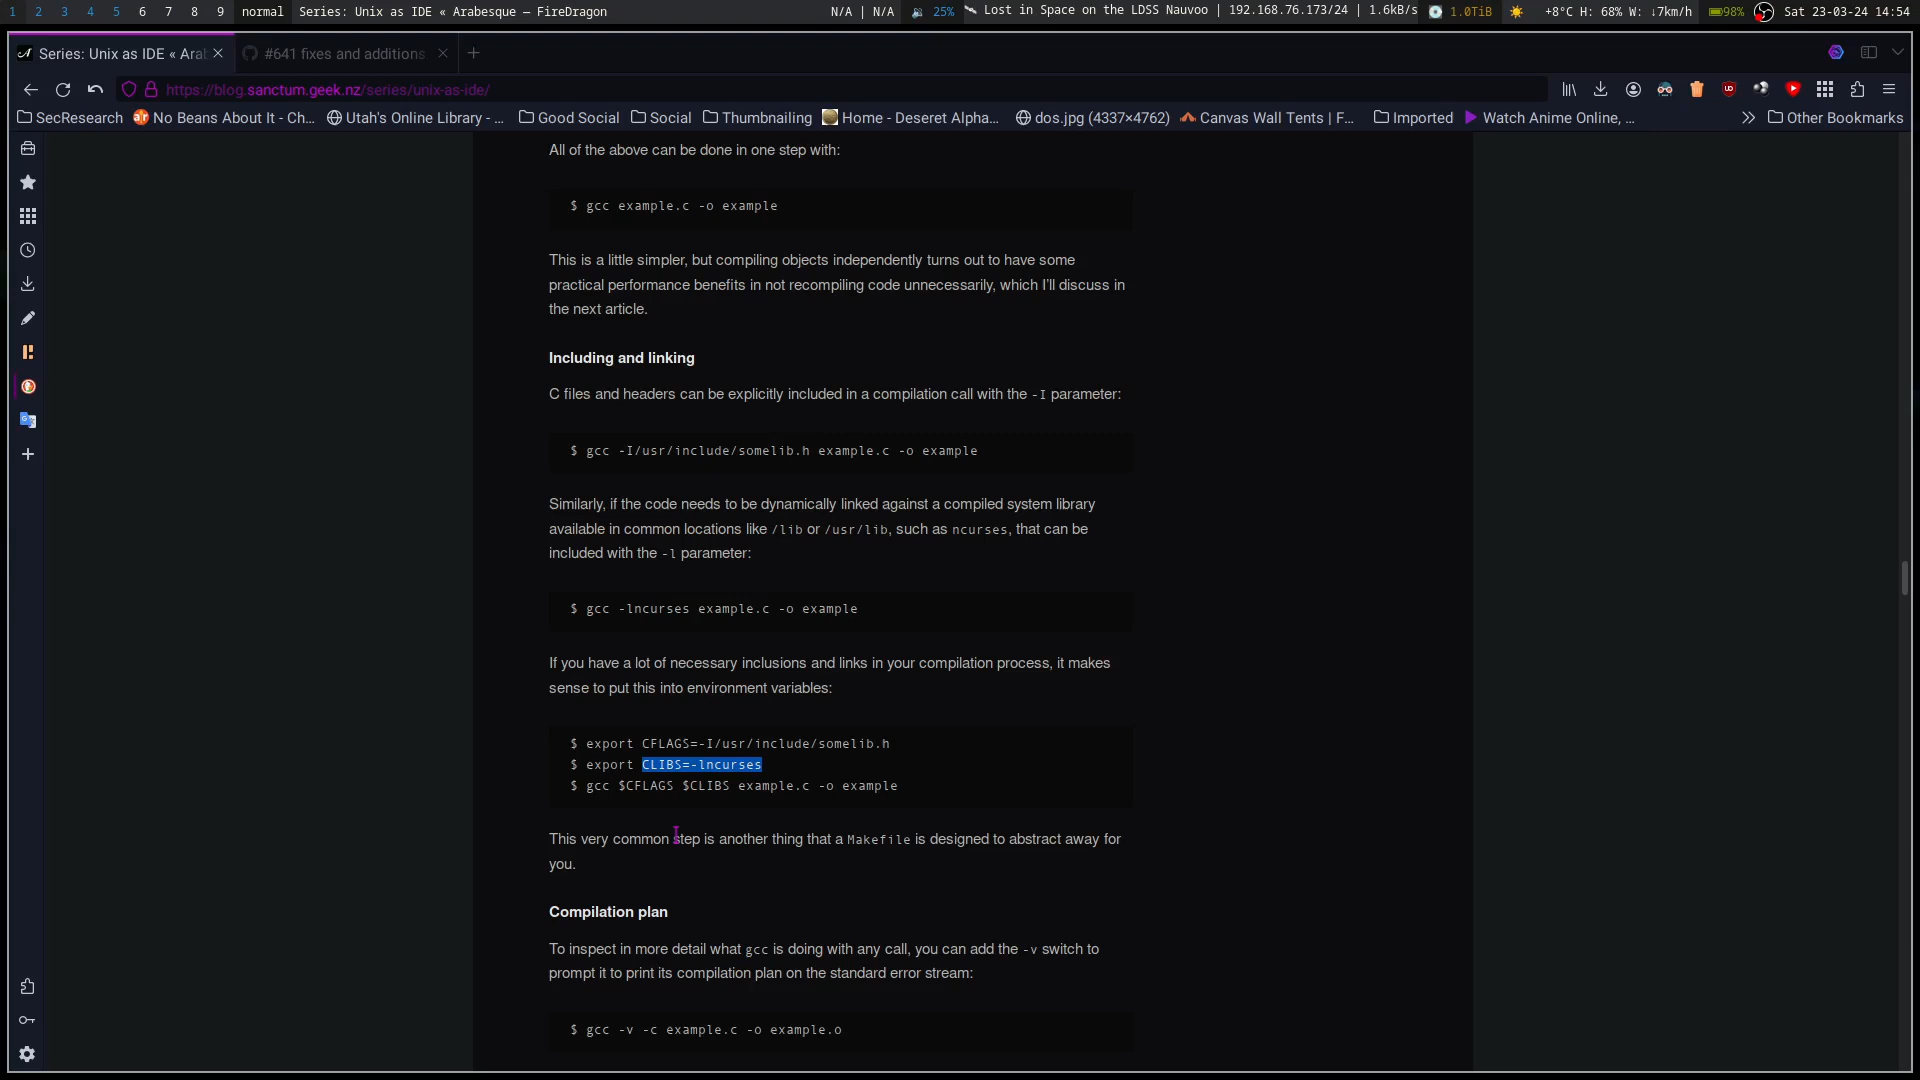 1 2 3 4 5 6 7 8 9 normal Series: Unix as IDE « Arabesque — FireDragon N/A | N/A 25% Lost in Space on the LDSS Nauvoo | 192.168.76.173/24 | 1.6kB/s 1.0TiB +8°C H: 68% W: ↓7km/h 98% Sat 23-03-24 14:54
Series: Unix as IDE « Ara #641 fixes and additions
https://blog.sanctum.geek.nz/series/unix-as-ide/
SecResearch No Beans About It - Ch... Utah's Online Library - ... Good Social Social Thumbnailing Home - Deseret Alpha... dos.jpg (4337×4762) Canvas Wall Tents | F... Imported Watch Anime Online, ... Other Bookmarks
All of the above can be done in one step with:
$ gcc example.c -o example
This is a little simpler, but compiling objects independently turns out to have some
practical performance benefits in not recompiling code unnecessarily, which I'll discuss in
the next article.
Including and linking
C files and headers can be explicitly included in a compilation call with the -I parameter:
$ gcc -I/usr/include/somelib.h example.c -o example
Similarly, if the code needs to be dynamically linked against a compiled system library
available in common locations like /lib or /usr/lib, such as ncurses, that can be
included with the -l parameter:
$ gcc -lncurses example.c -o example
If you have a lot of necessary inclusions and links in your compilation process, it makes
sense to put this into environment variables:
$ export CFLAGS=-I/usr/include/somelib.h
$ export CLIBS=-lncurses
$ gcc $CFLAGS $CLIBS example.c -o example
This very common step is another thing that a Makefile is designed to abstract away for
you.
Compilation plan
To inspect in more detail what gcc is doing with any call, you can add the -v switch to
prompt it to print its compilation plan on the standard error stream:
$ gcc -v -c example.c -o example.o